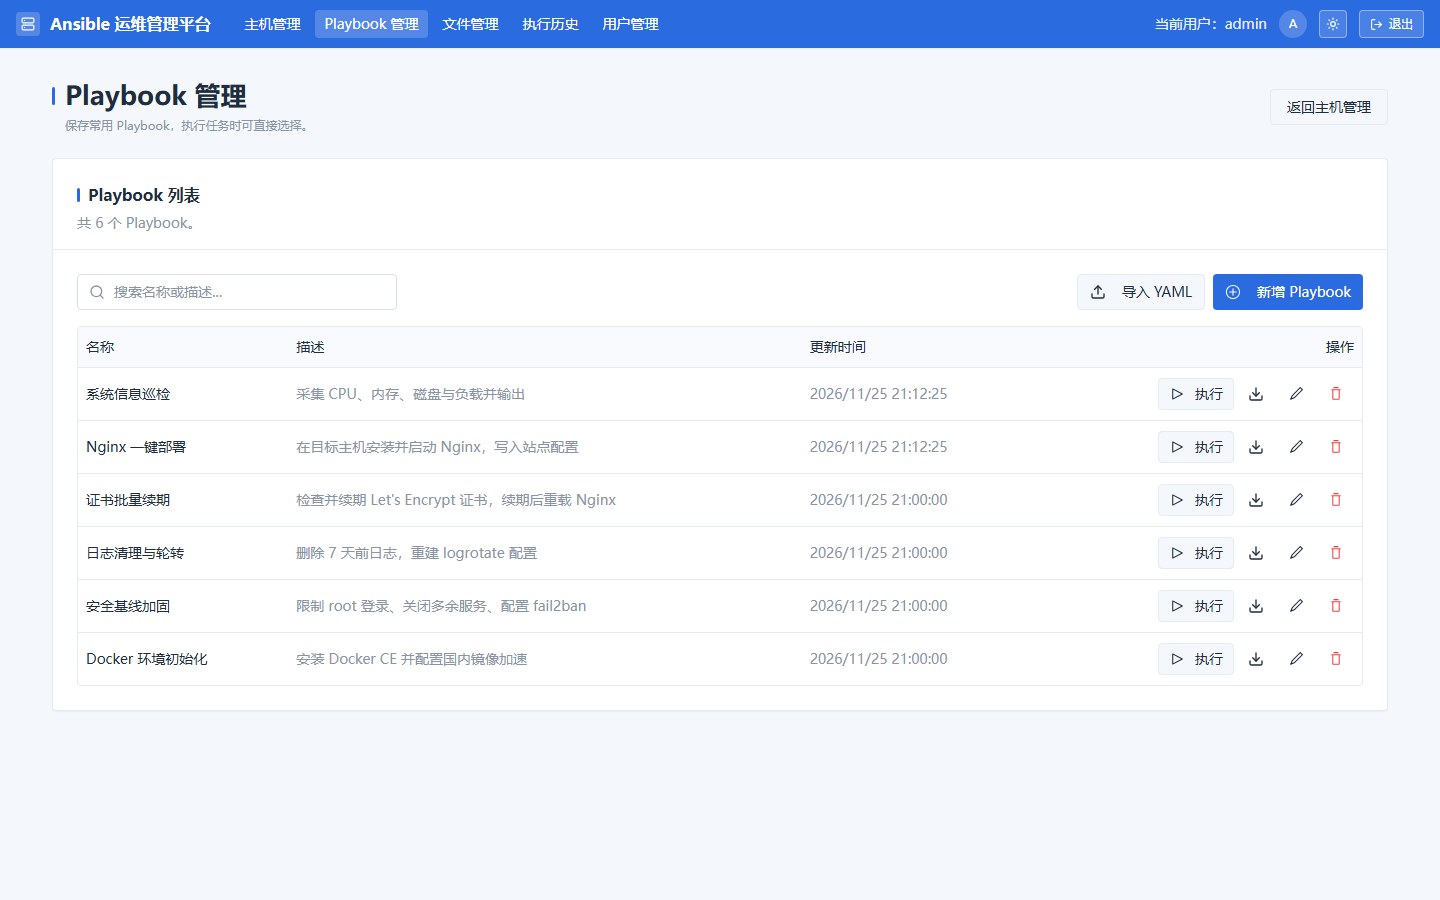 Ansible 运维管理平台 主机管理 Playbook 管理 文件管理 执行历史 用户管理 当前用户：admin A 退出
Playbook 管理
保存常用 Playbook，执行任务时可直接选择。
返回主机管理
Playbook 列表
共 6 个 Playbook。
搜索名称或描述... 导入 YAML 新增 Playbook
名称 描述 更新时间 操作
系统信息巡检 采集 CPU、内存、磁盘与负载并输出 2026/11/25 21:12:25 执行
Nginx 一键部署 在目标主机安装并启动 Nginx，写入站点配置 2026/11/25 21:12:25 执行
证书批量续期 检查并续期 Let's Encrypt 证书，续期后重载 Nginx 2026/11/25 21:00:00 执行
日志清理与轮转 删除 7 天前日志，重建 logrotate 配置 2026/11/25 21:00:00 执行
安全基线加固 限制 root 登录、关闭多余服务、配置 fail2ban 2026/11/25 21:00:00 执行
Docker 环境初始化 安装 Docker CE 并配置国内镜像加速 2026/11/25 21:00:00 执行